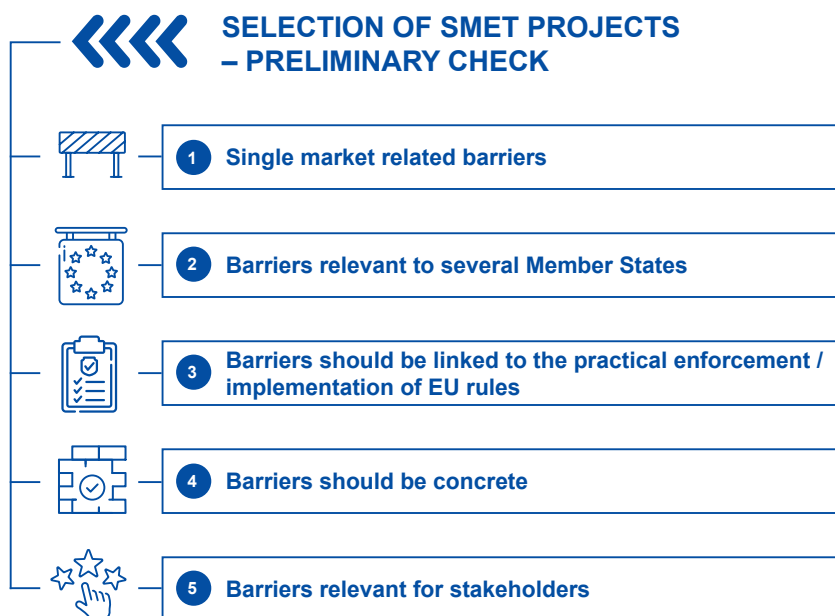 SELECTION OF SMET PROJECTS
– PRELIMINARY CHECK
1 Single market related barriers
2 Barriers relevant to several Member States
3 Barriers should be linked to the practical enforcement /
implementation of EU rules
4 Barriers should be concrete
5 Barriers relevant for stakeholders